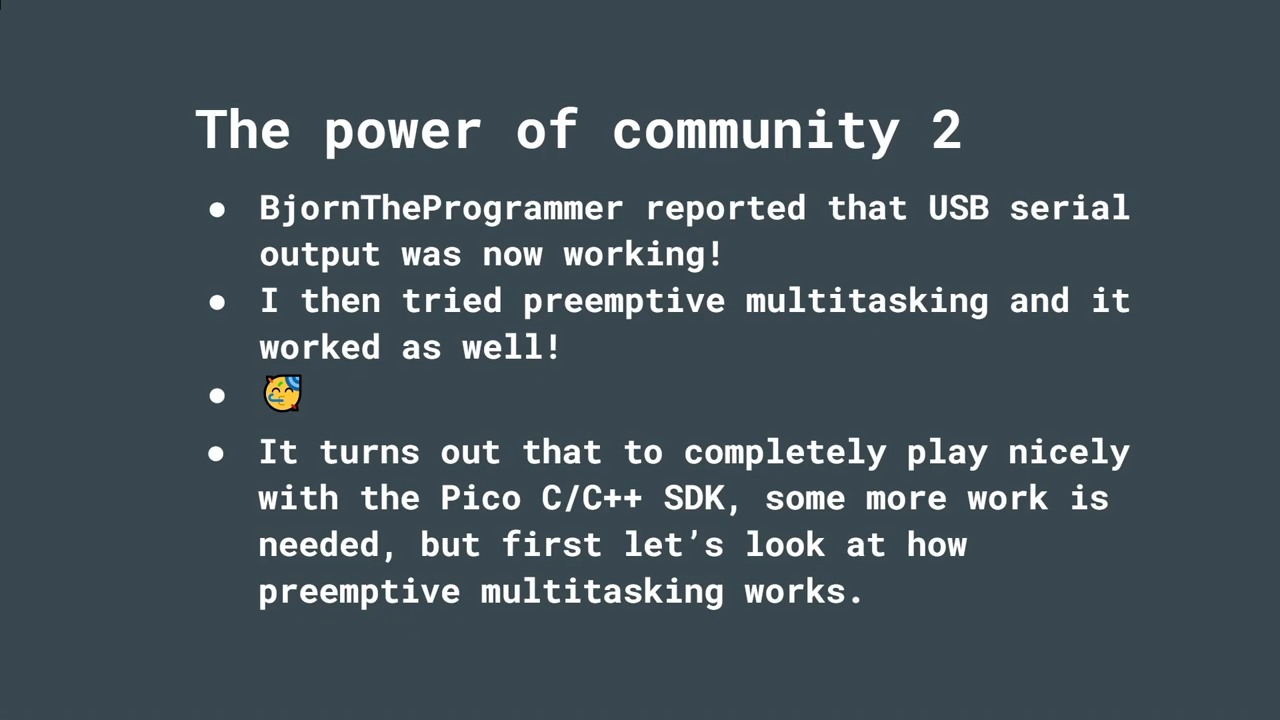 The power of community 2
● BjornTheProgrammer reported that USB serial
output was now working!
● I then tried preemptive multitasking and it
worked as well!
● 🥳
● It turns out that to completely play nicely
with the Pico C/C++ SDK, some more work is
needed, but first let’s look at how
preemptive multitasking works.